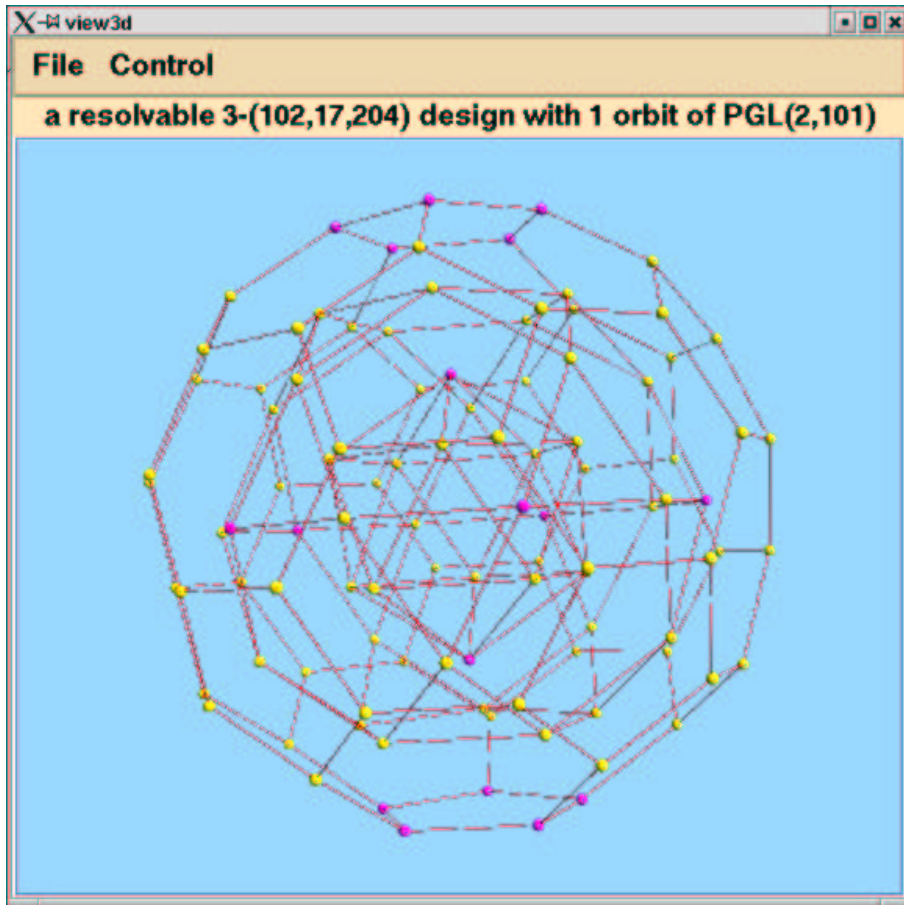 view3d
File Control
a resolvable 3-(102,17,204) design with 1 orbit of PGL(2,101)